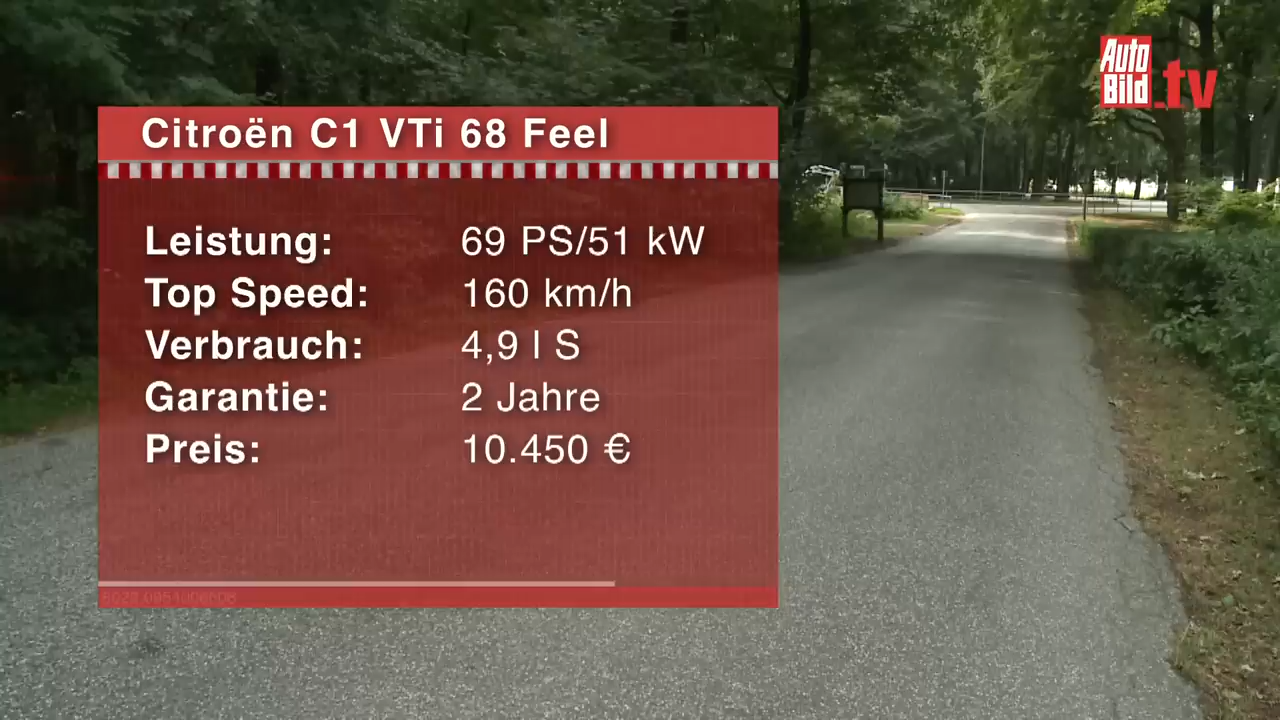 Auto
Bild.tv
Citroën C1 VTi 68 Feel
Leistung: 69 PS/51 kW
Top Speed: 160 km/h
Verbrauch: 4,9 l S
Garantie: 2 Jahre
Preis: 10.450 €